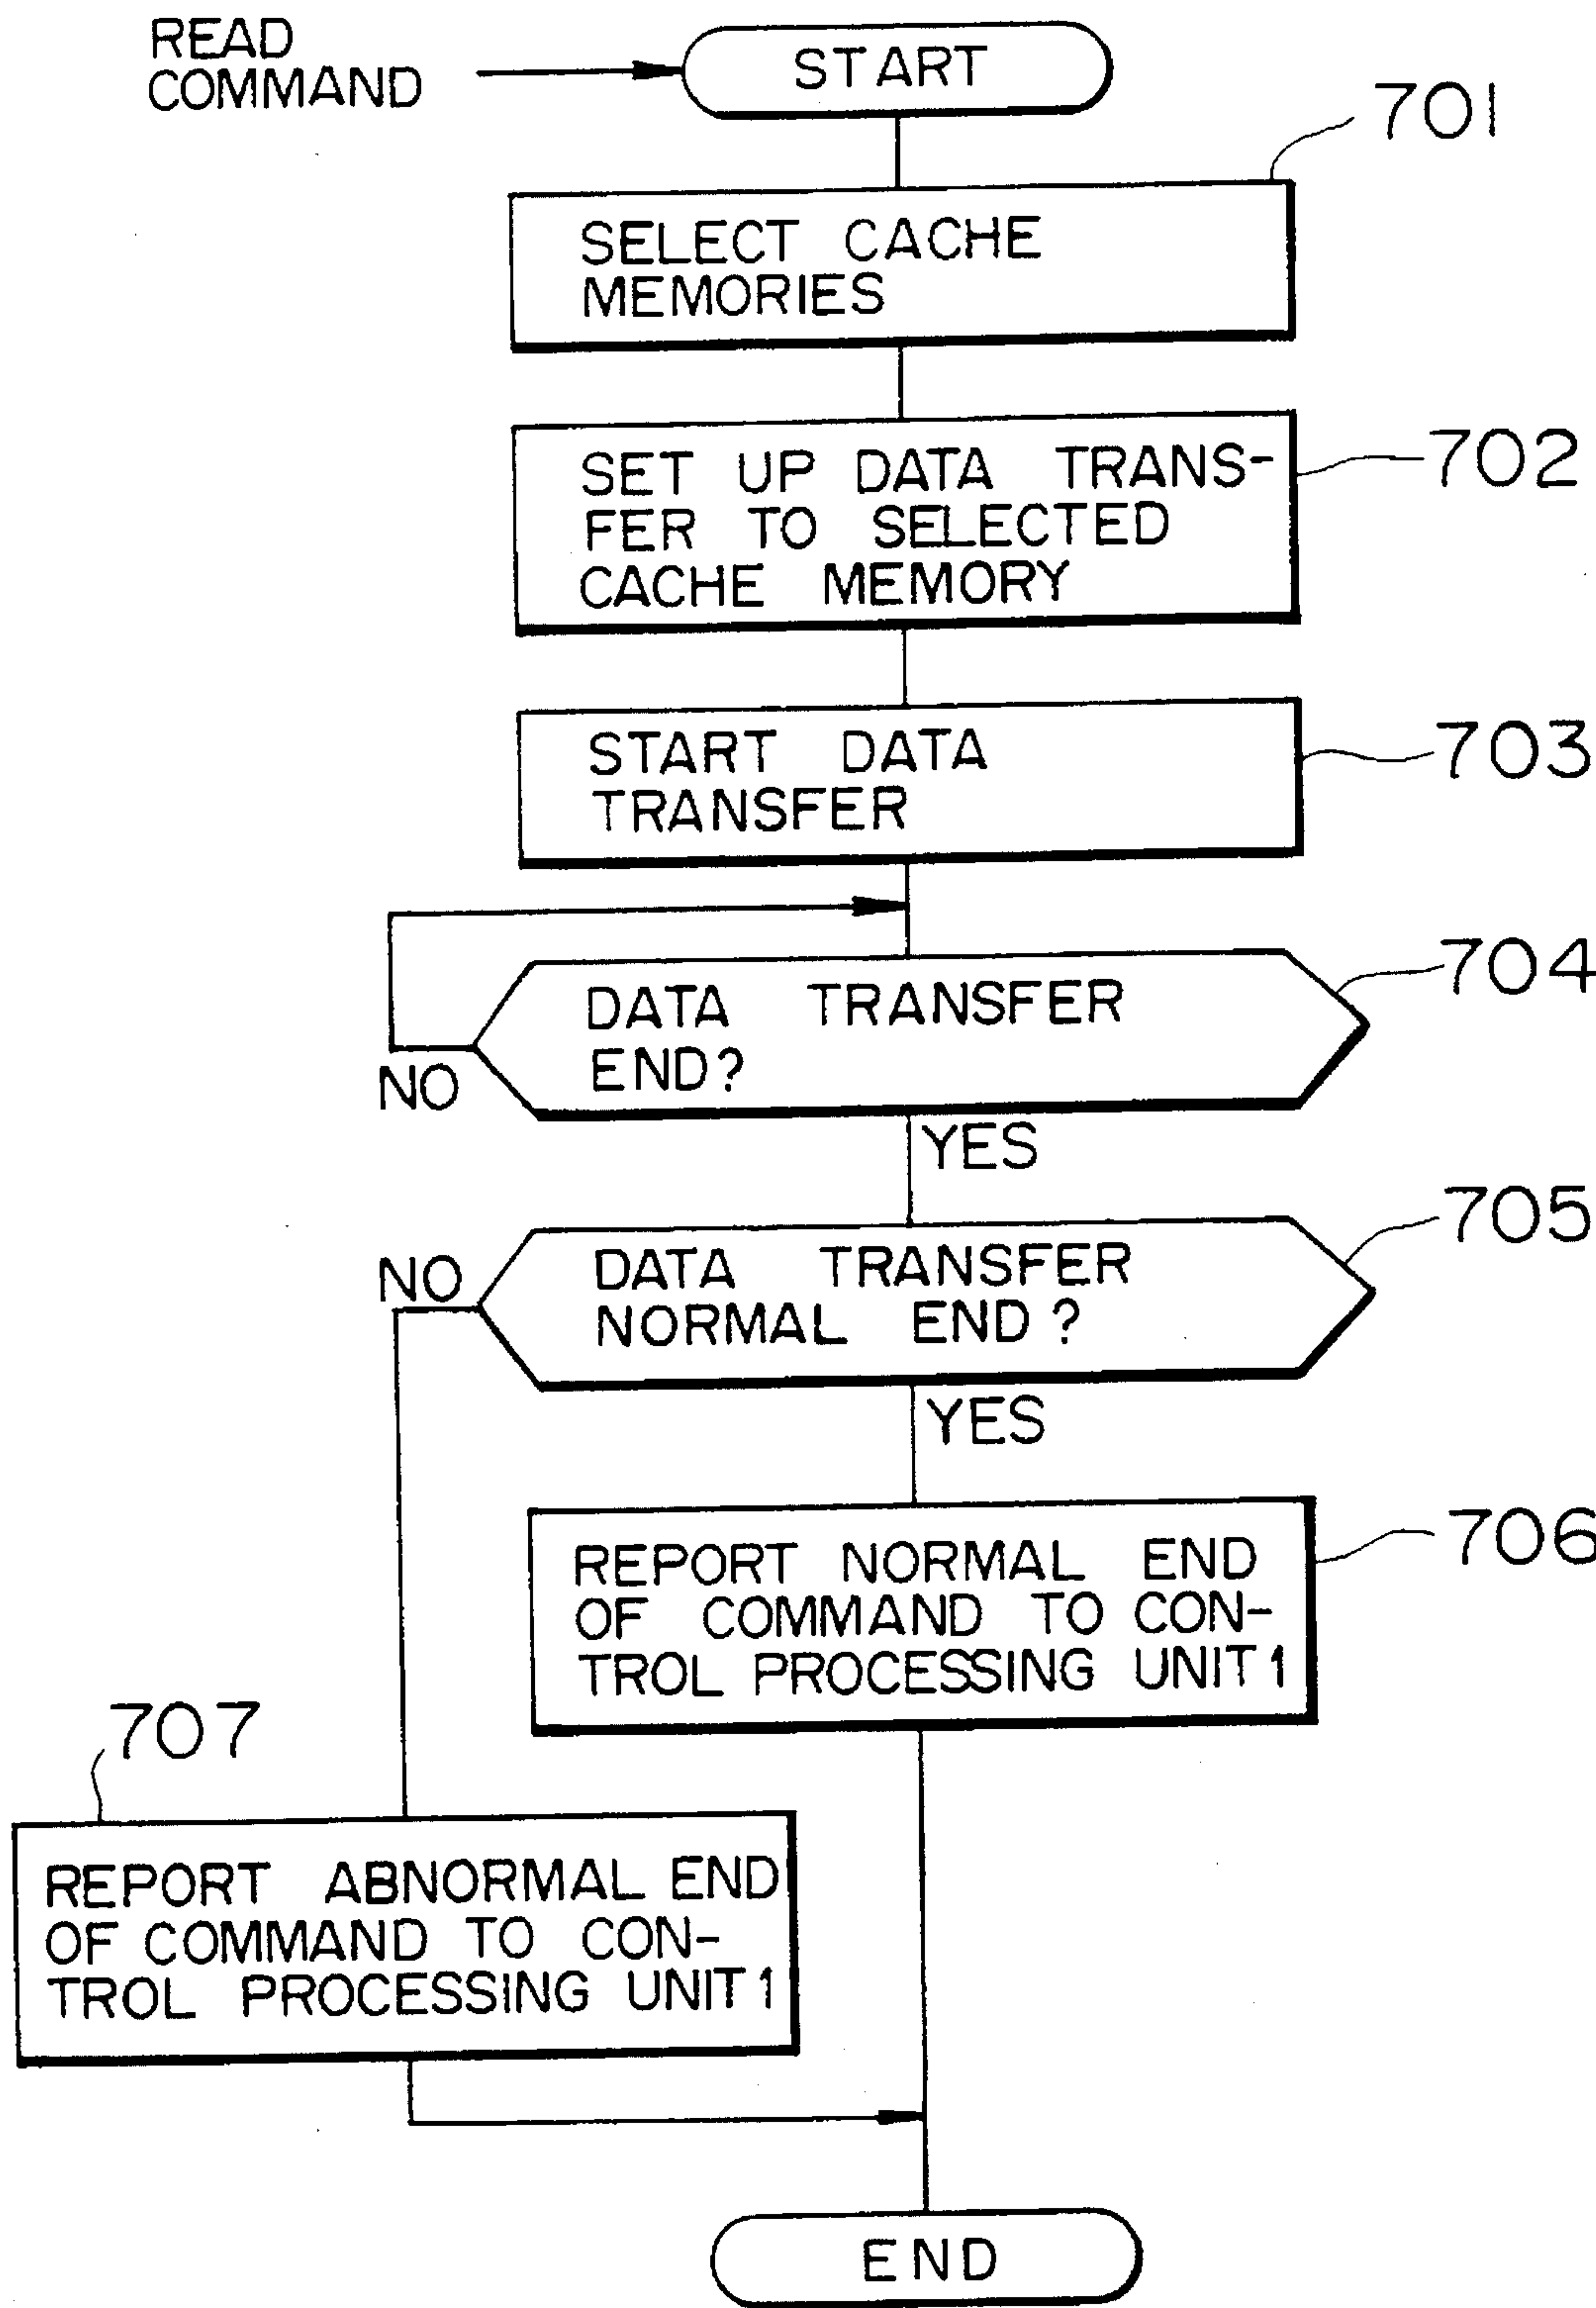 READ
COMMAND
START
701
SELECT CACHE
MEMORIES
702
SET UP DATA TRANS-
FER TO SELECTED
CACHE MEMORY
703
START DATA
TRANSFER
704
DATA TRANSFER
END?
NO
YES
705
NO
DATA TRANSFER
NORMAL END?
YES
706
REPORT NORMAL END
OF COMMAND TO CON-
TROL PROCESSING UNIT 1
707
REPORT ABNORMAL END
OF COMMAND TO CON-
TROL PROCESSING UNIT 1
END